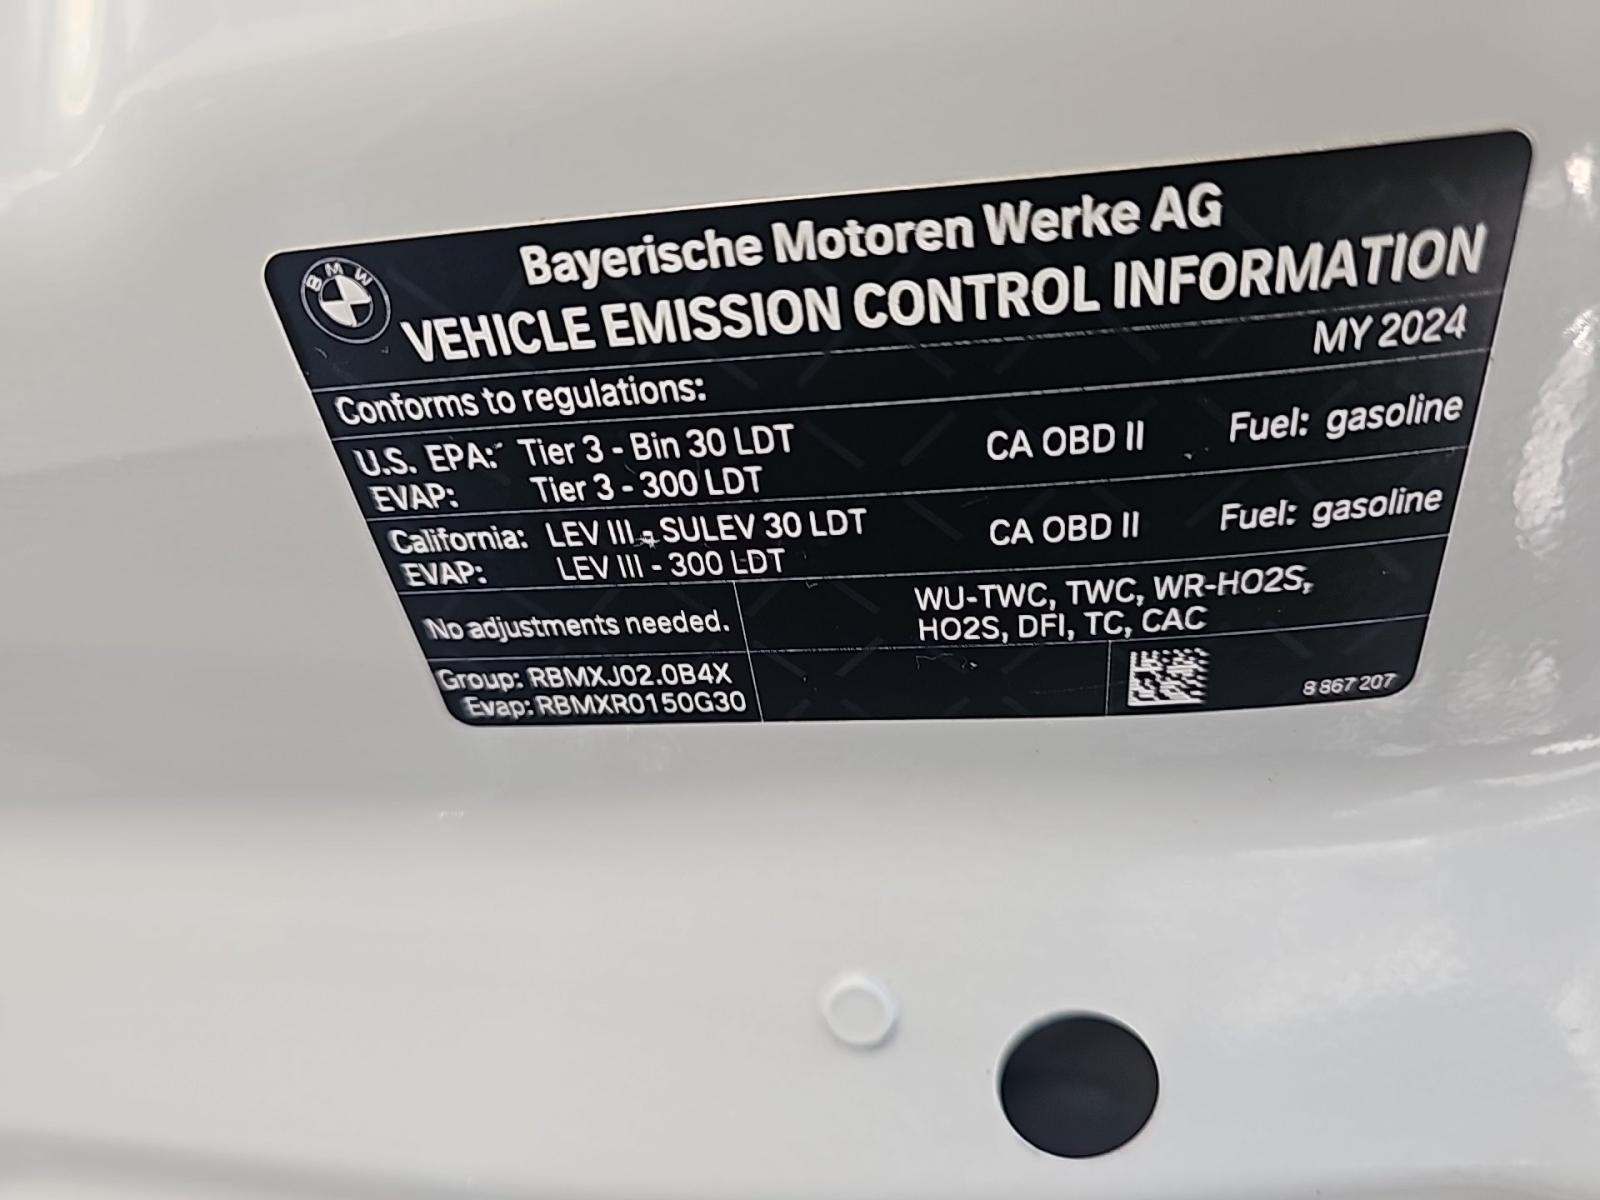 BMW
Bayerische Motoren Werke AG
VEHICLE EMISSION CONTROL INFORMATION
MY 2024
Conforms to regulations:
U.S. EPA: Tier 3 - Bin 30 LDT CA OBD II Fuel: gasoline
EVAP: Tier 3 - 300 LDT
California: LEV III - SULEV 30 LDT CA OBD II Fuel: gasoline
EVAP: LEV III - 300 LDT
No adjustments needed.
WU-TWC, TWC, WR-HO2S,
HO2S, DFI, TC, CAC
Group: RBMXJ02.0B4X
Evap: RBMXR0150G30
8 867 207